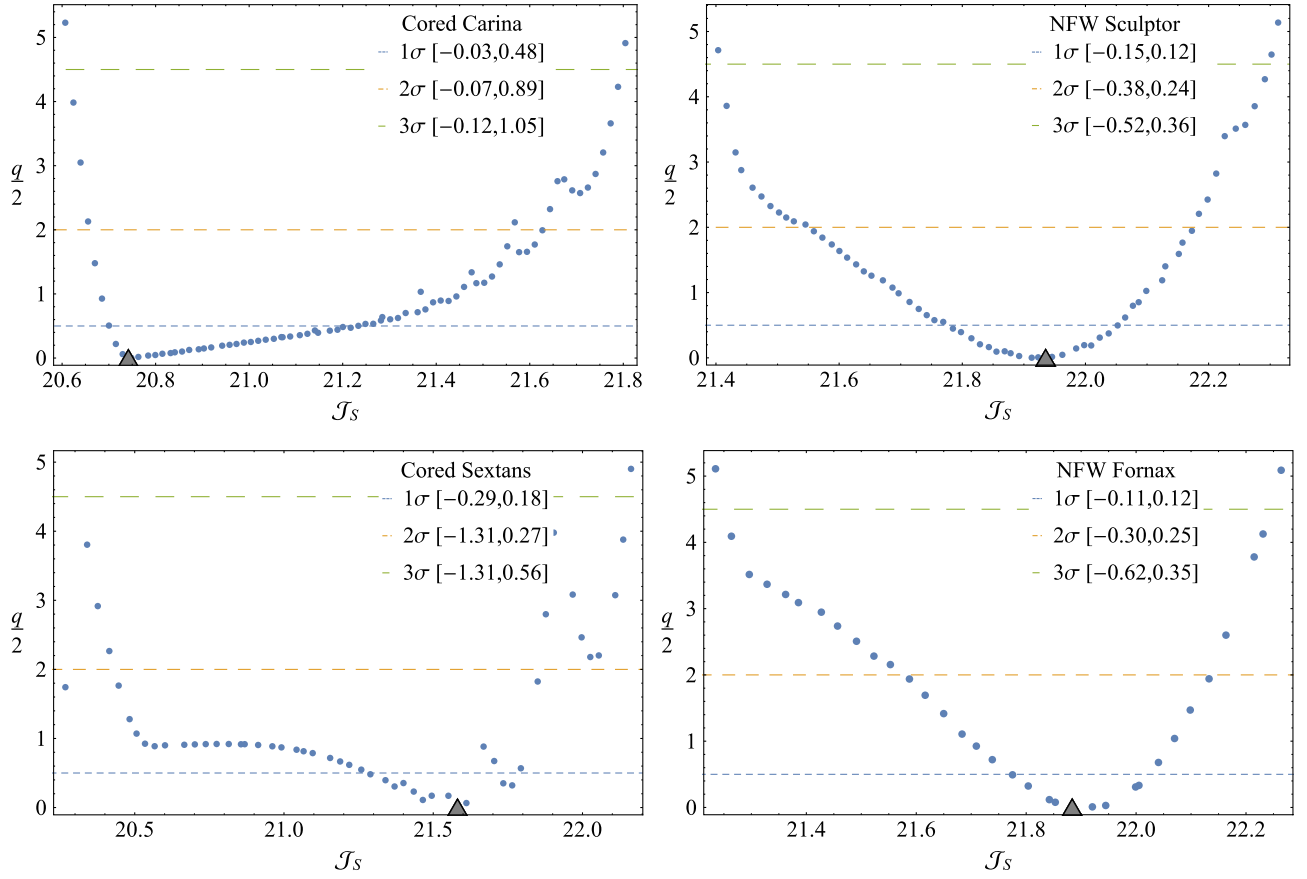 Cored Carina
1σ [−0.03,0.48]
2σ [−0.07,0.89]
3σ [−0.12,1.05]
5
4
3
2
1
0
q
2
20.6 20.8 21.0 21.2 21.4 21.6 21.8
𝒥S
NFW Sculptor
1σ [−0.15,0.12]
2σ [−0.38,0.24]
3σ [−0.52,0.36]
5
4
3
2
1
0
q
2
21.4 21.6 21.8 22.0 22.2
𝒥S
Cored Sextans
1σ [−0.29,0.18]
2σ [−1.31,0.27]
3σ [−1.31,0.56]
5
4
3
2
1
0
q
2
20.5 21.0 21.5 22.0
𝒥S
NFW Fornax
1σ [−0.11,0.12]
2σ [−0.30,0.25]
3σ [−0.62,0.35]
5
4
3
2
1
0
q
2
21.4 21.6 21.8 22.0 22.2
𝒥S